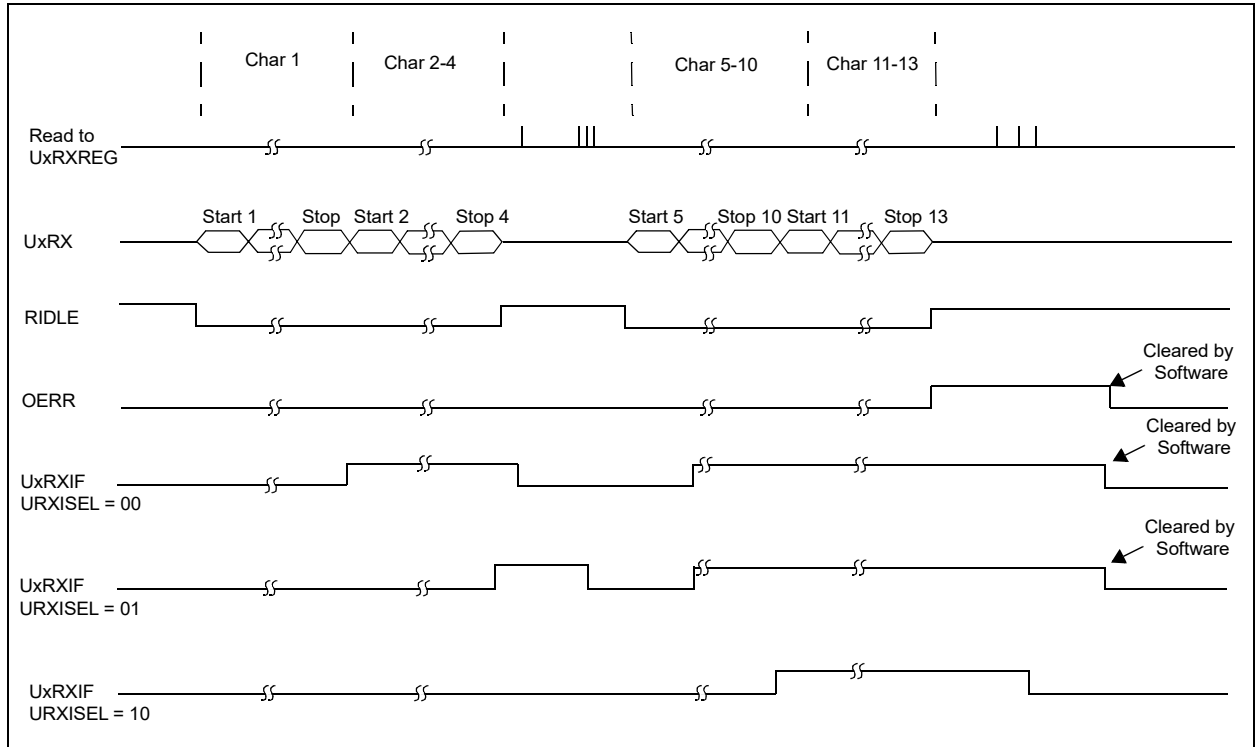 Char 1
Char 2-4
Char 5-10
Char 11-13
Read to
UxRXREG
Start 1
Stop
Start 2
Stop 4
Start 5
Stop 10
Start 11
Stop 13
UxRX
RIDLE
Cleared by
Software
OERR
Cleared by
Software
UxRXIF
URXISEL = 00
Cleared by
Software
UxRXIF
URXISEL = 01
UxRXIF
URXISEL = 10